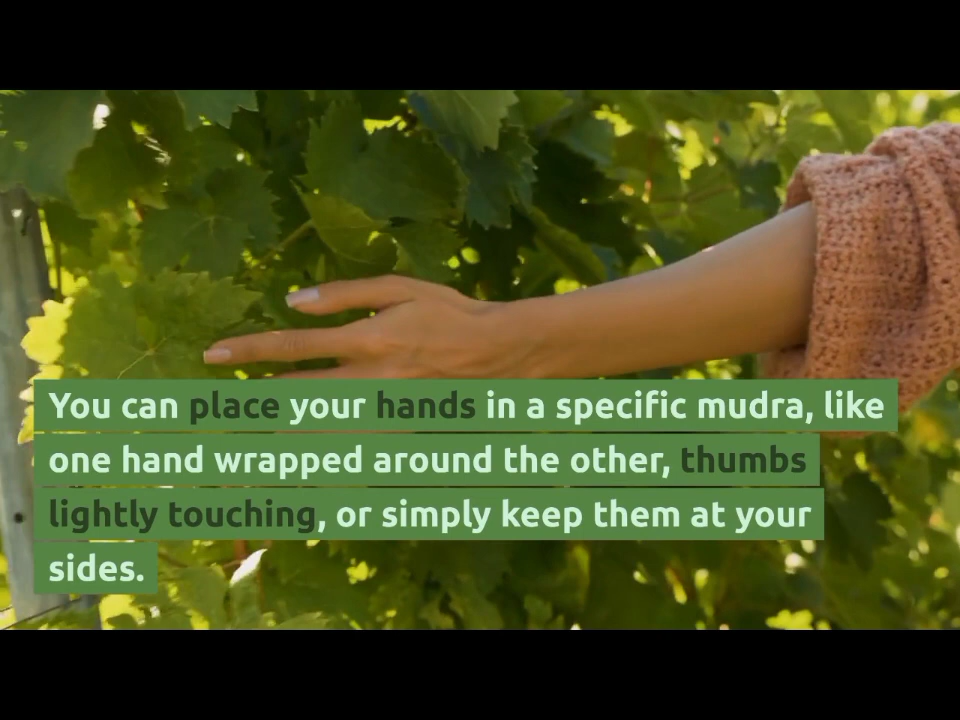 You can place your hands in a specific mudra, like
one hand wrapped around the other, thumbs
lightly touching, or simply keep them at your
sides.